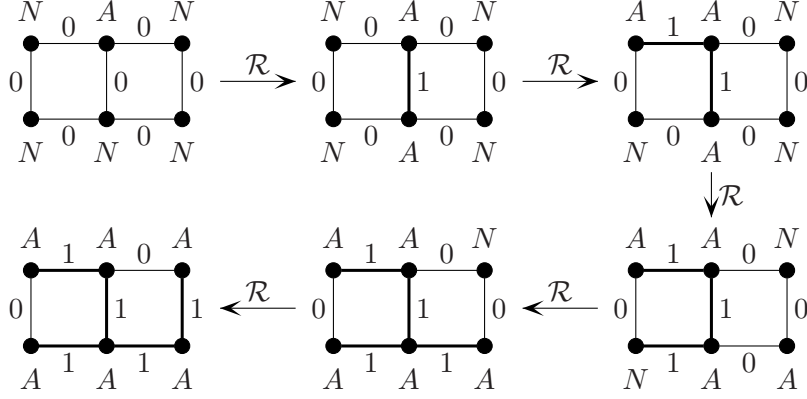 N A N N A N A A N
0 0 0 0 1 0
0 0 0 ℛ 0 1 0 ℛ 0 1 0
0 0 0 0 0 0
N N N N A N N A N
ℛ
A A A A A N A A N
1 0 1 0 1 0
0 1 1 ℛ 0 1 0 ℛ 0 1 0
1 1 1 1 1 0
A A A A A A N A A